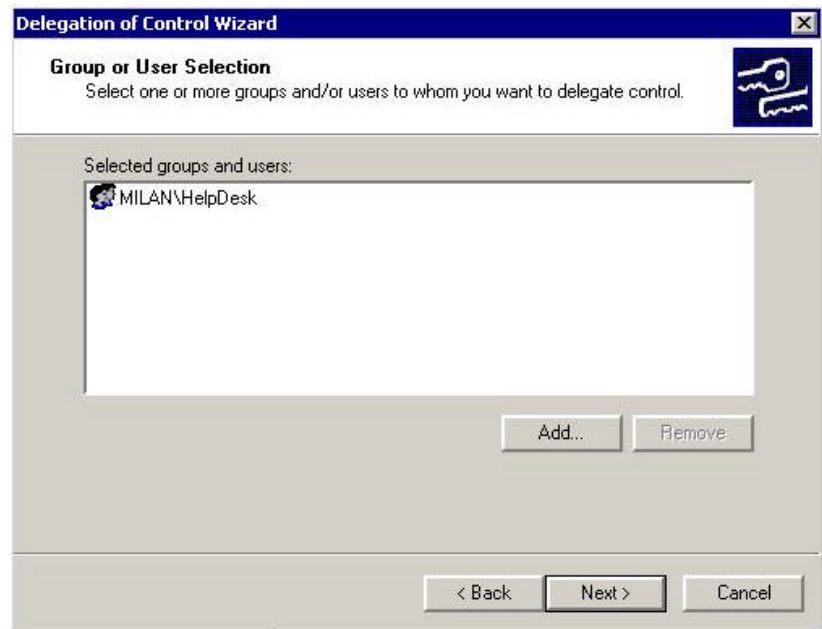 Delegation of Control Wizard
Group or User Selection
Select one or more groups and/or users to whom you want to delegate control.
Selected groups and users:
MILAN\HelpDesk
Add...
Remove
< Back
Next >
Cancel